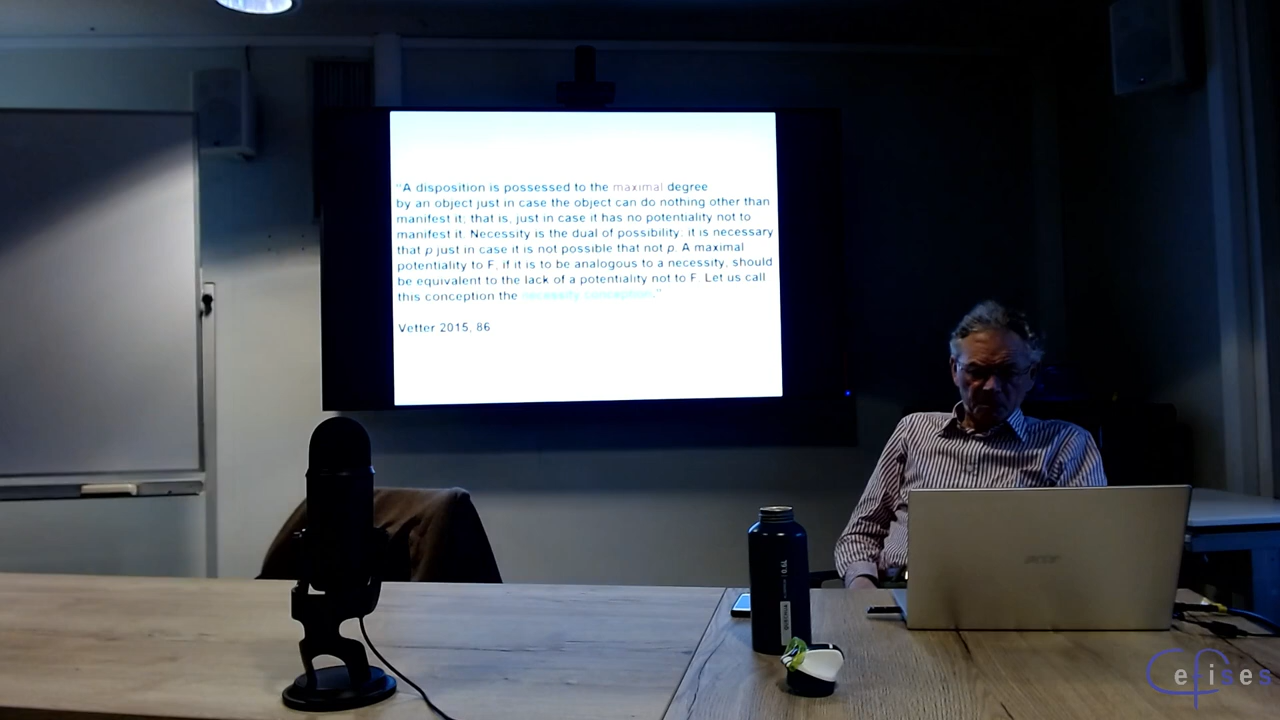 “A disposition is possessed to the maximal degree
by an object just in case the object can do nothing other than
manifest it; that is, just in case it has no potentiality not to
manifest it. Necessity is the dual of possibility: it is necessary
that p just in case it is not possible that not p. A maximal
potentiality to F, if it is to be analogous to a necessity, should
be equivalent to the lack of a potentiality not to F. Let us call
this conception the necessity conception.”
Vetter 2015, 86
acer
Cefises